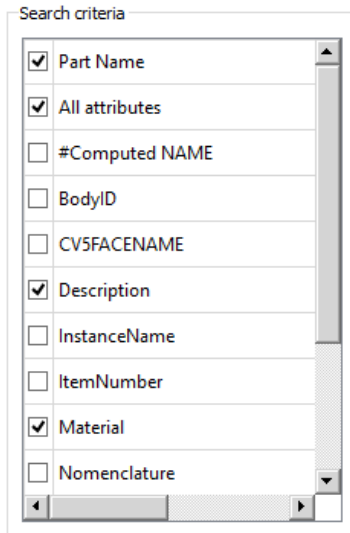 Search criteria
Part Name
All attributes
#Computed NAME
BodyID
CV5FACENAME
Description
InstanceName
ItemNumber
Material
Nomenclature